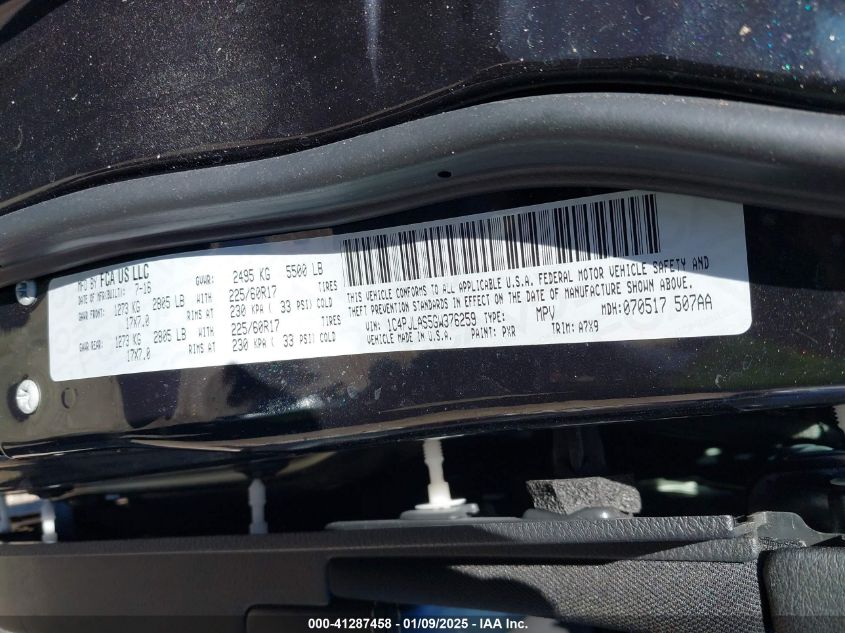 MFD BY FCA US LLC
DATE OF MFR(BUILT): 7-16 GVWR: 2495 KG 5500 LB
GAWR FRONT: 1273 KG 2805 LB WITH 225/60R17 TIRES
17X7.0 RIMS AT 230 KPA ( 33 PSI) COLD
GAWR REAR: 1273 KG 2805 LB WITH 225/60R17 TIRES
17X7.0 RIMS AT 230 KPA ( 33 PSI) COLD
THIS VEHICLE CONFORMS TO ALL APPLICABLE U.S.A. FEDERAL MOTOR VEHICLE SAFETY AND
THEFT PREVENTION STANDARDS IN EFFECT ON THE DATE OF MANUFACTURE SHOWN ABOVE.
VIN: 1C4PJLAS5GW376259 TYPE: MPV MDH: 070517 507AA
VEHICLE MADE IN U.S.A. PAINT: PXR TRIM: A7X9
000-41287458 - 01/09/2025 - IAA Inc.